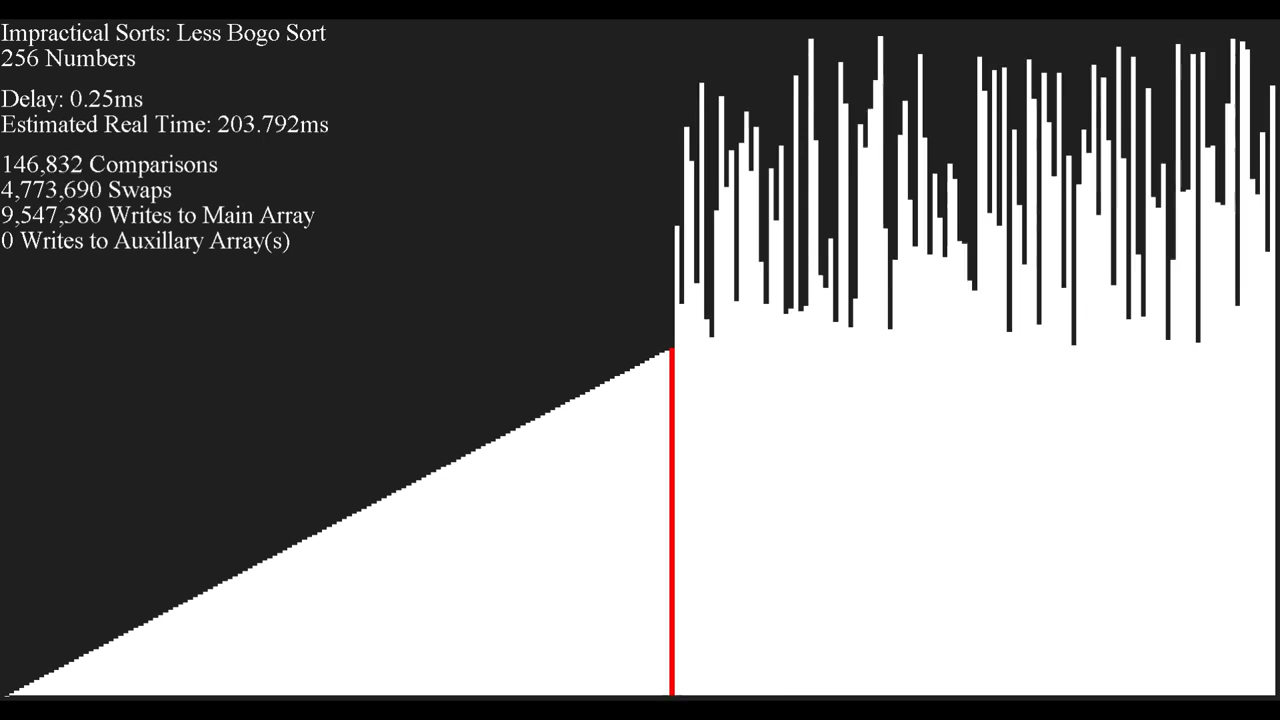 Impractical Sorts: Less Bogo Sort
256 Numbers
Delay: 0.25ms
Estimated Real Time: 203.792ms
146,832 Comparisons
4,773,690 Swaps
9,547,380 Writes to Main Array
0 Writes to Auxillary Array(s)